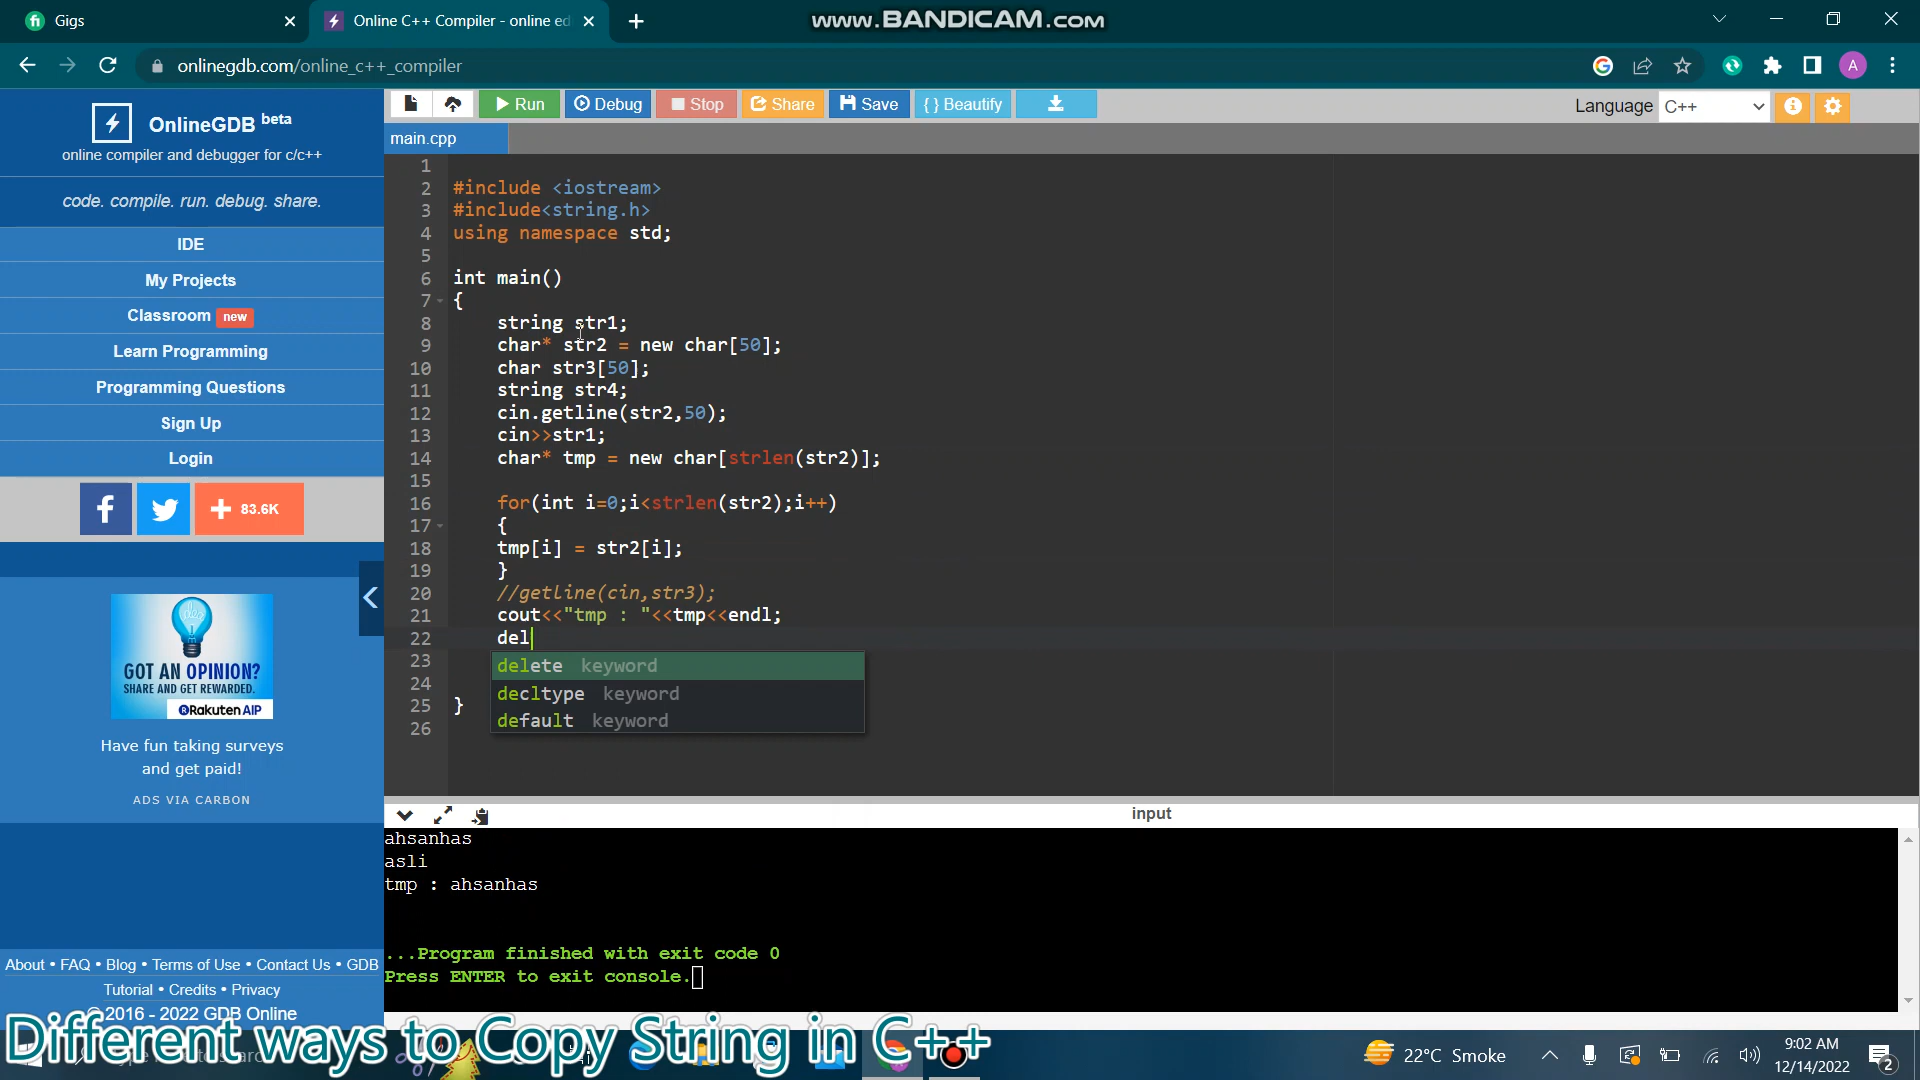 Gigs
Online C++ Compiler - online ed
www.BANDICAM.com
onlinegdb.com/online_c++_compiler
A
OnlineGDB beta
online compiler and debugger for c/c++
code. compile. run. debug. share.
IDE
My Projects
Classroom new
Learn Programming
Programming Questions
Sign Up
Login
83.6K
GOT AN OPINION?
SHARE AND GET REWARDED.
Rakuten AIP
Have fun taking surveys
and get paid!
ADS VIA CARBON
About • FAQ • Blog • Terms of Use • Contact Us • GDB
Tutorial • Credits • Privacy
© 2016 - 2022 GDB Online
Run Debug Stop Share Save { } Beautify
Language C++
main.cpp
1
2 #include <iostream>
3 #include<string.h>
4 using namespace std;
5
6 int main()
7 {
8 string str1;
9 char* str2 = new char[50];
10 char str3[50];
11 string str4;
12 cin.getline(str2,50);
13 cin>>str1;
14 char* tmp = new char[strlen(str2)];
15
16 for(int i=0;i<strlen(str2);i++)
17 {
18 tmp[i] = str2[i];
19 }
20 //getline(cin,str3);
21 cout<<"tmp : "<<tmp<<endl;
22 del
23 delete keyword
24 decltype keyword
default keyword
25 }
26
input
ahsanhas
asli
tmp : ahsanhas
...Program finished with exit code 0
Press ENTER to exit console.
Different ways to Copy String in C++
22°C Smoke
9:02 AM
12/14/2022
2